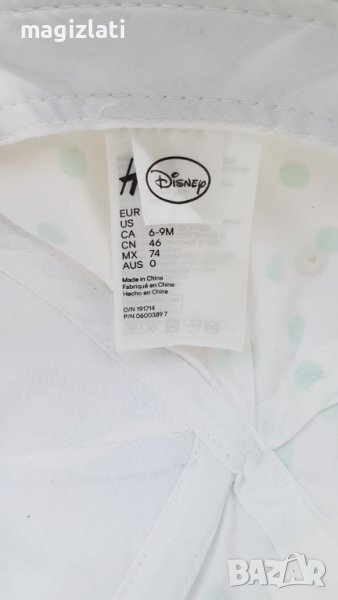 magizlati
H
Disney
EUR
US
CA 6-9M
CN 46
MX 74
AUS 0
Made in China
Fabriqué en Chine
Hecho en China
O/N 191714
P/N 0600389 7
BAZAR